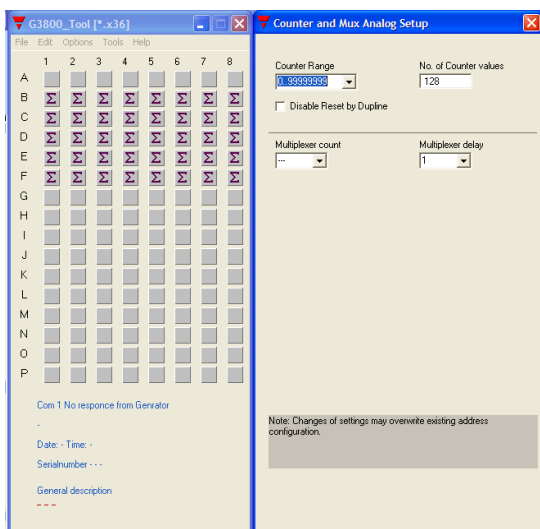 G3800_Tool [*.x36]
File Edit Options Tools Help
1 2 3 4 5 6 7 8
A
B Σ Σ Σ Σ Σ Σ Σ Σ
C Σ Σ Σ Σ Σ Σ Σ Σ
D Σ Σ Σ Σ Σ Σ Σ Σ
E Σ Σ Σ Σ Σ Σ Σ Σ
F Σ Σ Σ Σ Σ Σ Σ Σ
G
H
I
J
K
L
M
N
O
P
Com 1 No responce from Genrator
-
Date: - Time: -
Serialnumber - - -
General description
- - -
Counter and Mux Analog Setup
Counter Range No. of Counter values
0..99999999 128
Disable Reset by Dupline
Multiplexer count Multiplexer delay
--- 1
Note: Changes of settings may overwrite existing address
configuration.